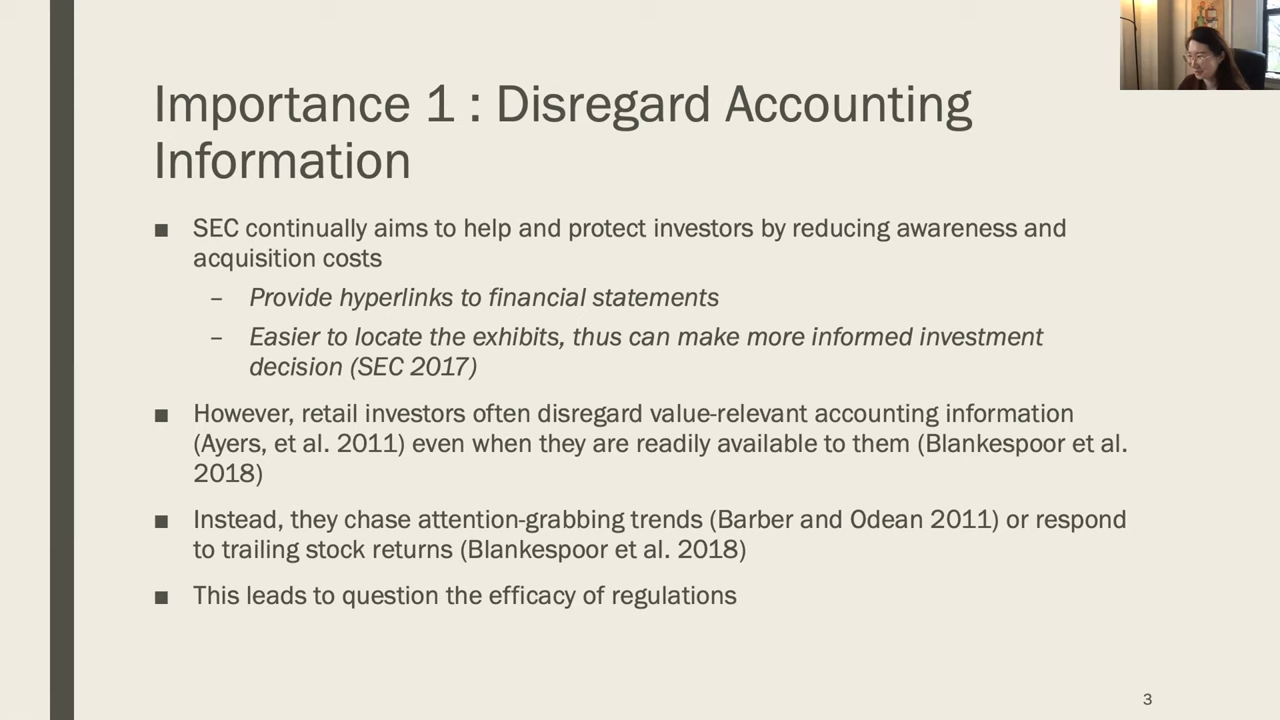 Importance 1 : Disregard Accounting
Information
■ SEC continually aims to help and protect investors by reducing awareness and
acquisition costs
– Provide hyperlinks to financial statements
– Easier to locate the exhibits, thus can make more informed investment
decision (SEC 2017)
■ However, retail investors often disregard value-relevant accounting information
(Ayers, et al. 2011) even when they are readily available to them (Blankespoor et al.
2018)
■ Instead, they chase attention-grabbing trends (Barber and Odean 2011) or respond
to trailing stock returns (Blankespoor et al. 2018)
■ This leads to question the efficacy of regulations
3